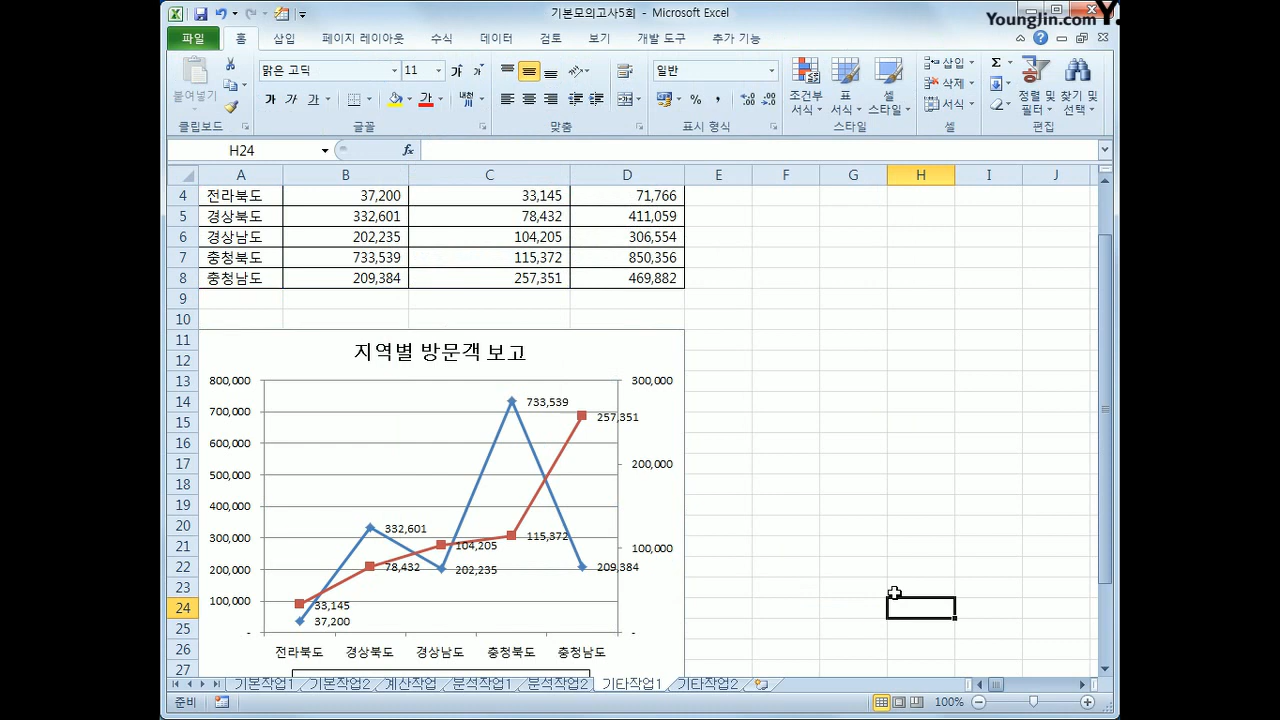 기본모의고사5회 - Microsoft Excel
YoungJin.com Y.
파일 홈 삽입 페이지 레이아웃 수식 데이터 검토 보기 개발 도구 추가 기능
맑은 고딕 11 일반
붙여넣기 가 가 가 가 내천 % , 조건부 서식 표 서식 셀 스타일 삽입 삭제 서식 Σ 정렬 및 필터 찾기 및 선택
클립보드 글꼴 맞춤 표시 형식 스타일 셀 편집
H24 fx
A B C D E F G H I J
4 전라북도 37,200 33,145 71,766
5 경상북도 332,601 78,432 411,059
6 경상남도 202,235 104,205 306,554
7 충청북도 733,539 115,372 850,356
8 충청남도 209,384 257,351 469,882
9
10
11
12
13
14
15
16
17
18
19
20
21
22
23
24
25
26
27
지역별 방문객 보고
800,000
700,000
600,000
500,000
400,000
300,000
200,000
100,000
-
300,000
200,000
100,000
-
733,539
257,351
332,601
115,372
104,205
78,432
202,235
209,384
33,145
37,200
전라북도 경상북도 경상남도 충청북도 충청남도
기본작업1 기본작업2 계산작업 분석작업1 분석작업2 기타작업1 기타작업2
준비 100%